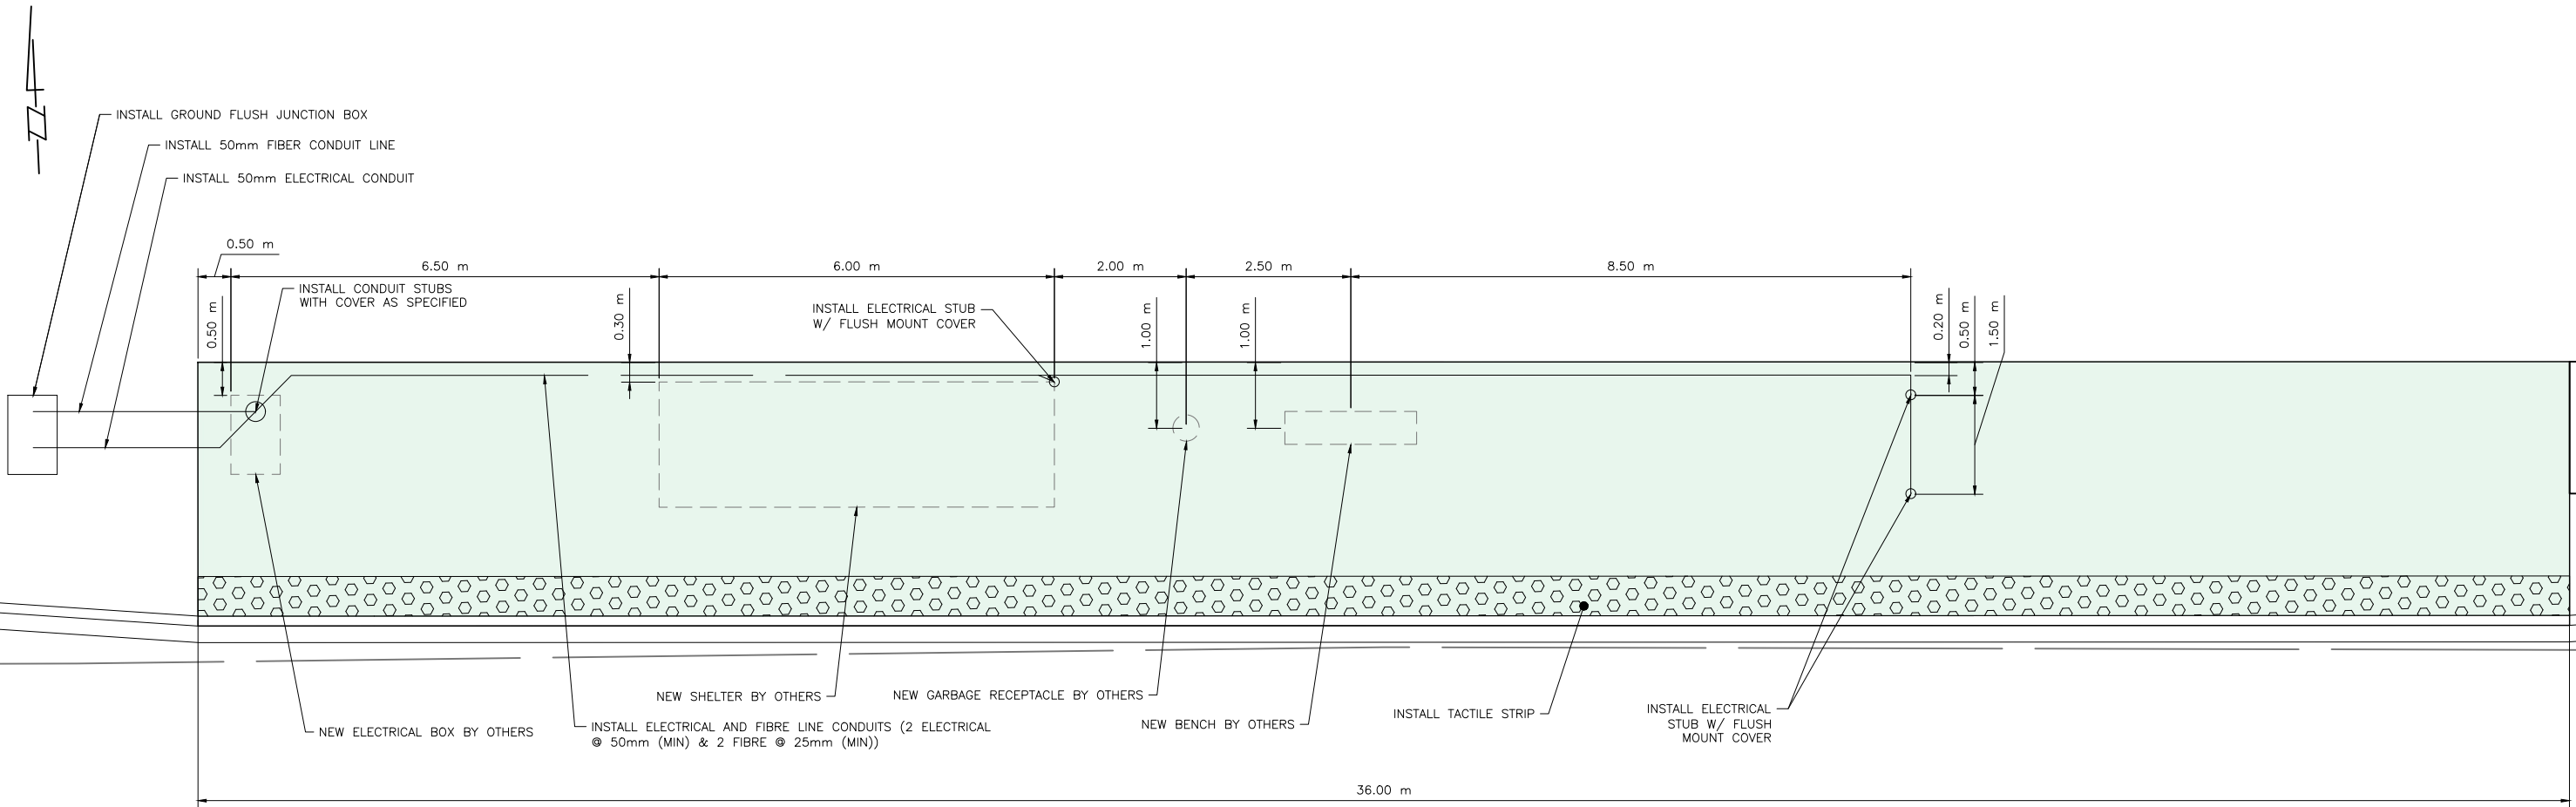 INSTALL GROUND FLUSH JUNCTION BOX
INSTALL 50mm FIBER CONDUIT LINE
INSTALL 50mm ELECTRICAL CONDUIT
0.50 m
6.50 m
6.00 m
2.00 m
2.50 m
8.50 m
INSTALL CONDUIT STUBS
WITH COVER AS SPECIFIED
0.50 m
0.30 m
INSTALL ELECTRICAL STUB
W/ FLUSH MOUNT COVER
1.00 m
1.00 m
0.20 m
0.50 m
1.50 m
NEW SHELTER BY OTHERS
NEW GARBAGE RECEPTACLE BY OTHERS
NEW ELECTRICAL BOX BY OTHERS
INSTALL ELECTRICAL AND FIBRE LINE CONDUITS (2 ELECTRICAL
@ 50mm (MIN) & 2 FIBRE @ 25mm (MIN))
NEW BENCH BY OTHERS
INSTALL TACTILE STRIP
INSTALL ELECTRICAL
STUB W/ FLUSH
MOUNT COVER
36.00 m